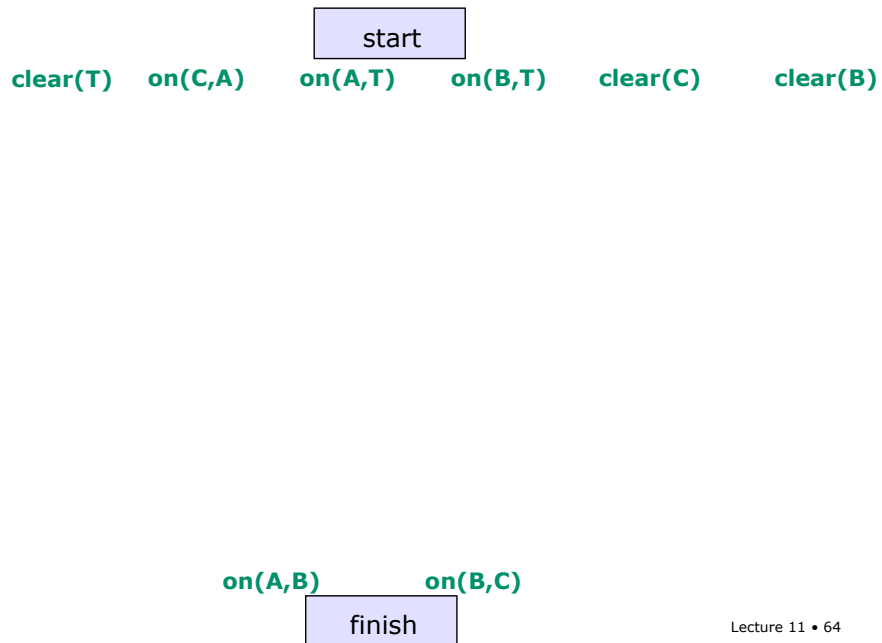 start
clear(T) on(C,A) on(A,T) on(B,T) clear(C) clear(B)
on(A,B) on(B,C)
finish
Lecture 11 • 64